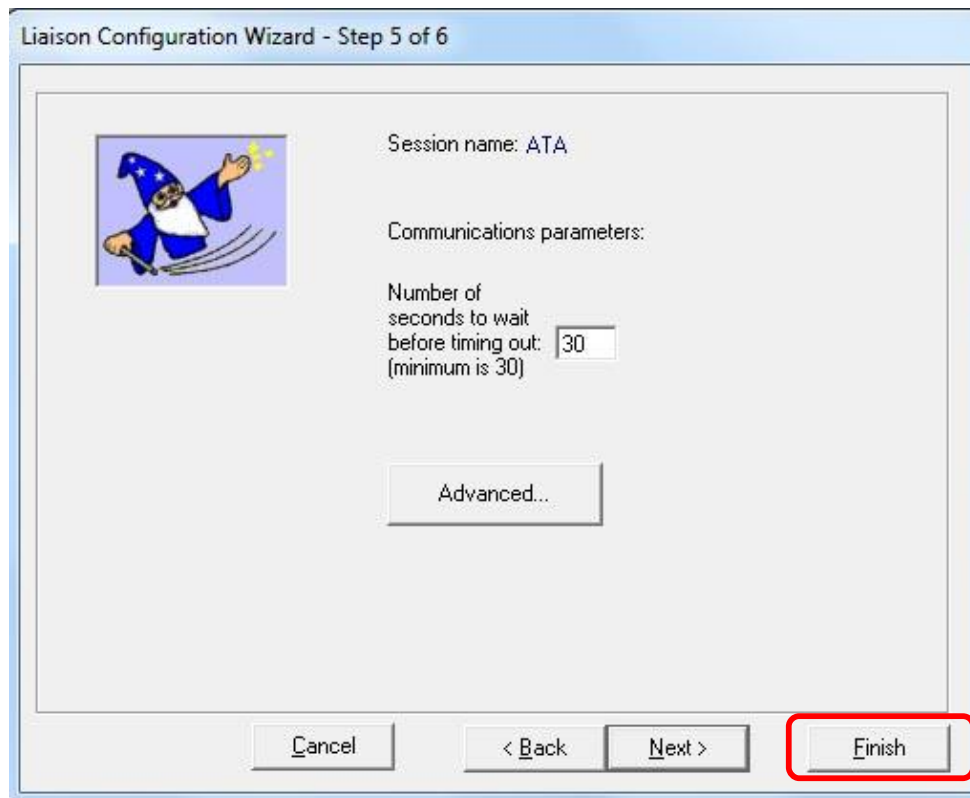 Liaison Configuration Wizard - Step 5 of 6
Session name: ATA
Communications parameters:
Number of
seconds to wait
before timing out: 30
(minimum is 30)
Advanced...
Cancel
< Back
Next >
Finish